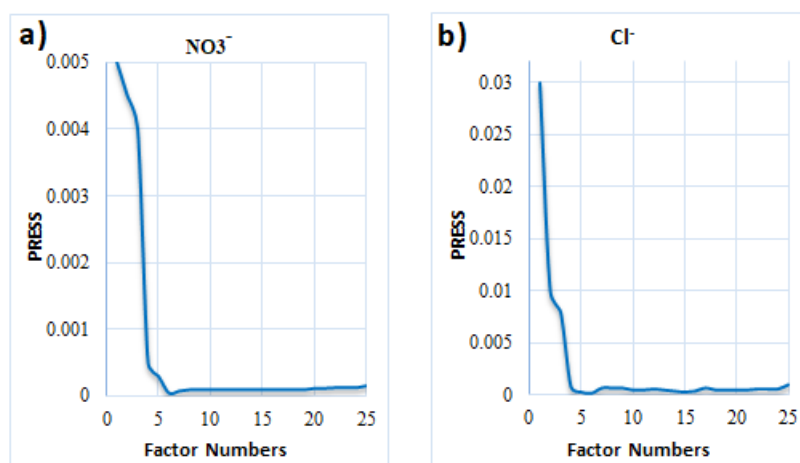 a)
NO3⁻
0.005
0.004
0.003
0.002
0.001
0
PRESS
0 5 10 15 20 25
Factor Numbers
b)
Cl-
0.03
0.025
0.02
0.015
0.01
0.005
0
PRESS
0 5 10 15 20 25
Factor Numbers